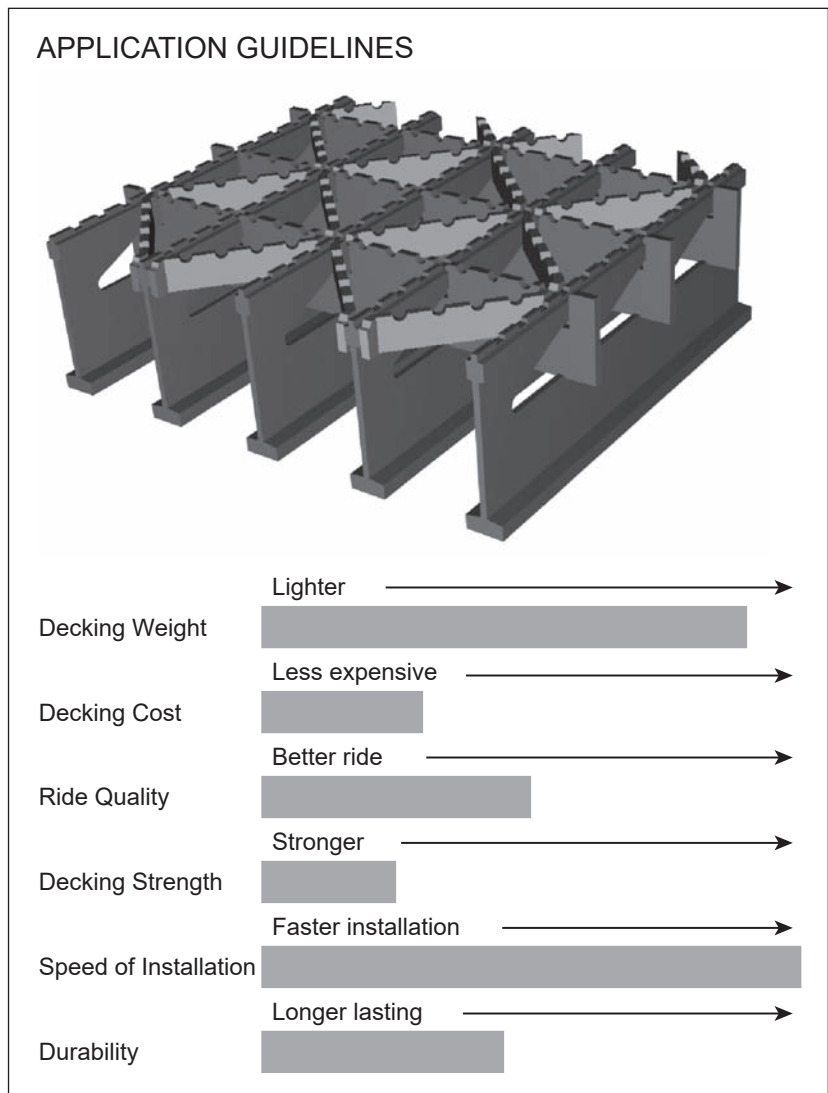 APPLICATION GUIDELINES
Lighter
Decking Weight
Less expensive
Decking Cost
Better ride
Ride Quality
Stronger
Decking Strength
Faster installation
Speed of Installation
Longer lasting
Durability